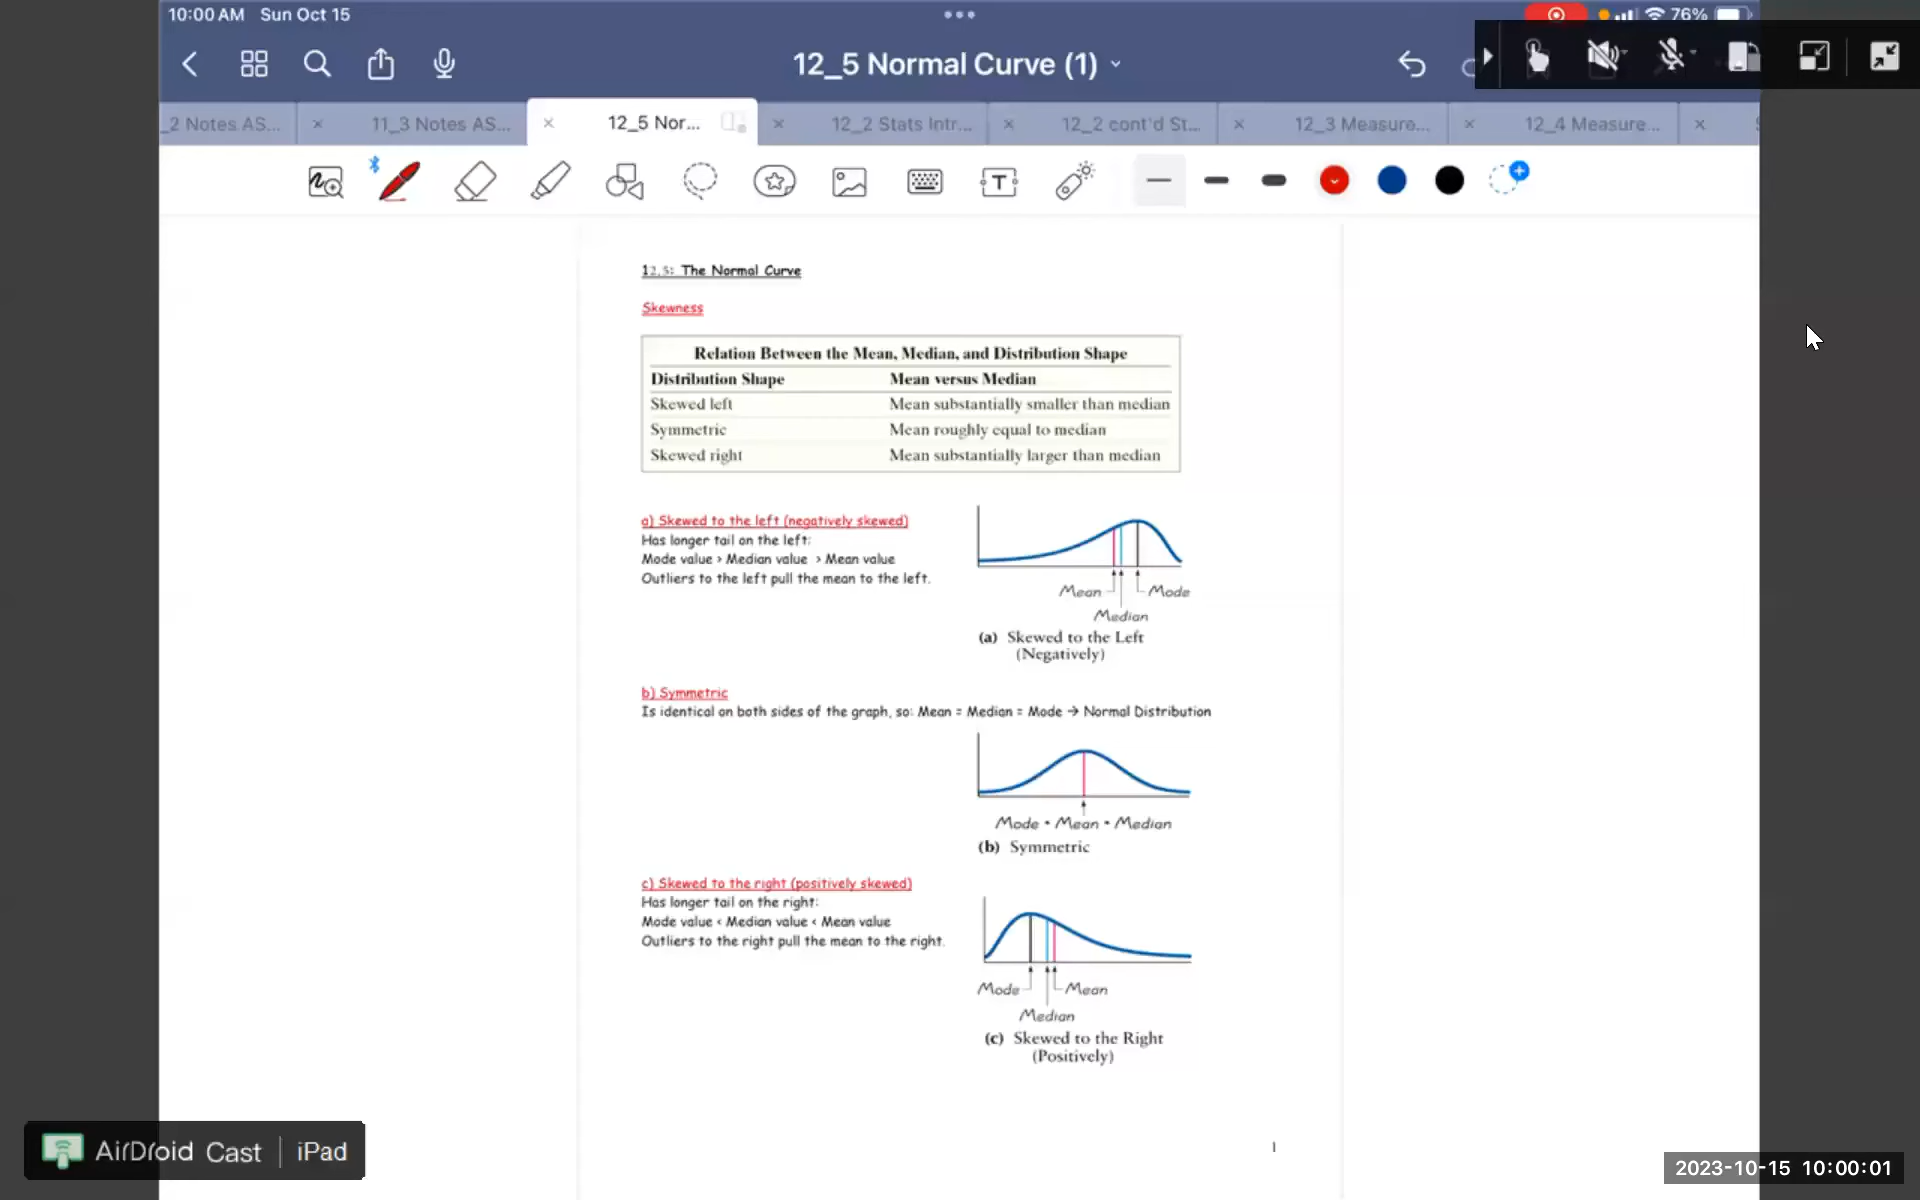 10:00 AM Sun Oct 15
76%
12_5 Normal Curve (1)
_2 Notes AS...
11_3 Notes AS...
12_5 Nor...
12_2 Stats Intr...
12_2 cont'd St...
12_3 Measure...
12_4 Measure...
12.5: The Normal Curve
Skewness
Relation Between the Mean, Median, and Distribution Shape
Distribution Shape Mean versus Median
Skewed left Mean substantially smaller than median
Symmetric Mean roughly equal to median
Skewed right Mean substantially larger than median
a) Skewed to the left (negatively skewed)
Has longer tail on the left:
Mode value > Median value > Mean value
Outliers to the left pull the mean to the left.
Mean Mode
Median
(a) Skewed to the Left
(Negatively)
b) Symmetric
Is identical on both sides of the graph, so: Mean = Median = Mode → Normal Distribution
Mode = Mean = Median
(b) Symmetric
c) Skewed to the right (positively skewed)
Has longer tail on the right:
Mode value < Median value < Mean value
Outliers to the right pull the mean to the right.
Mode Mean
Median
(c) Skewed to the Right
(Positively)
1
AirDroid Cast | iPad
2023-10-15 10:00:01